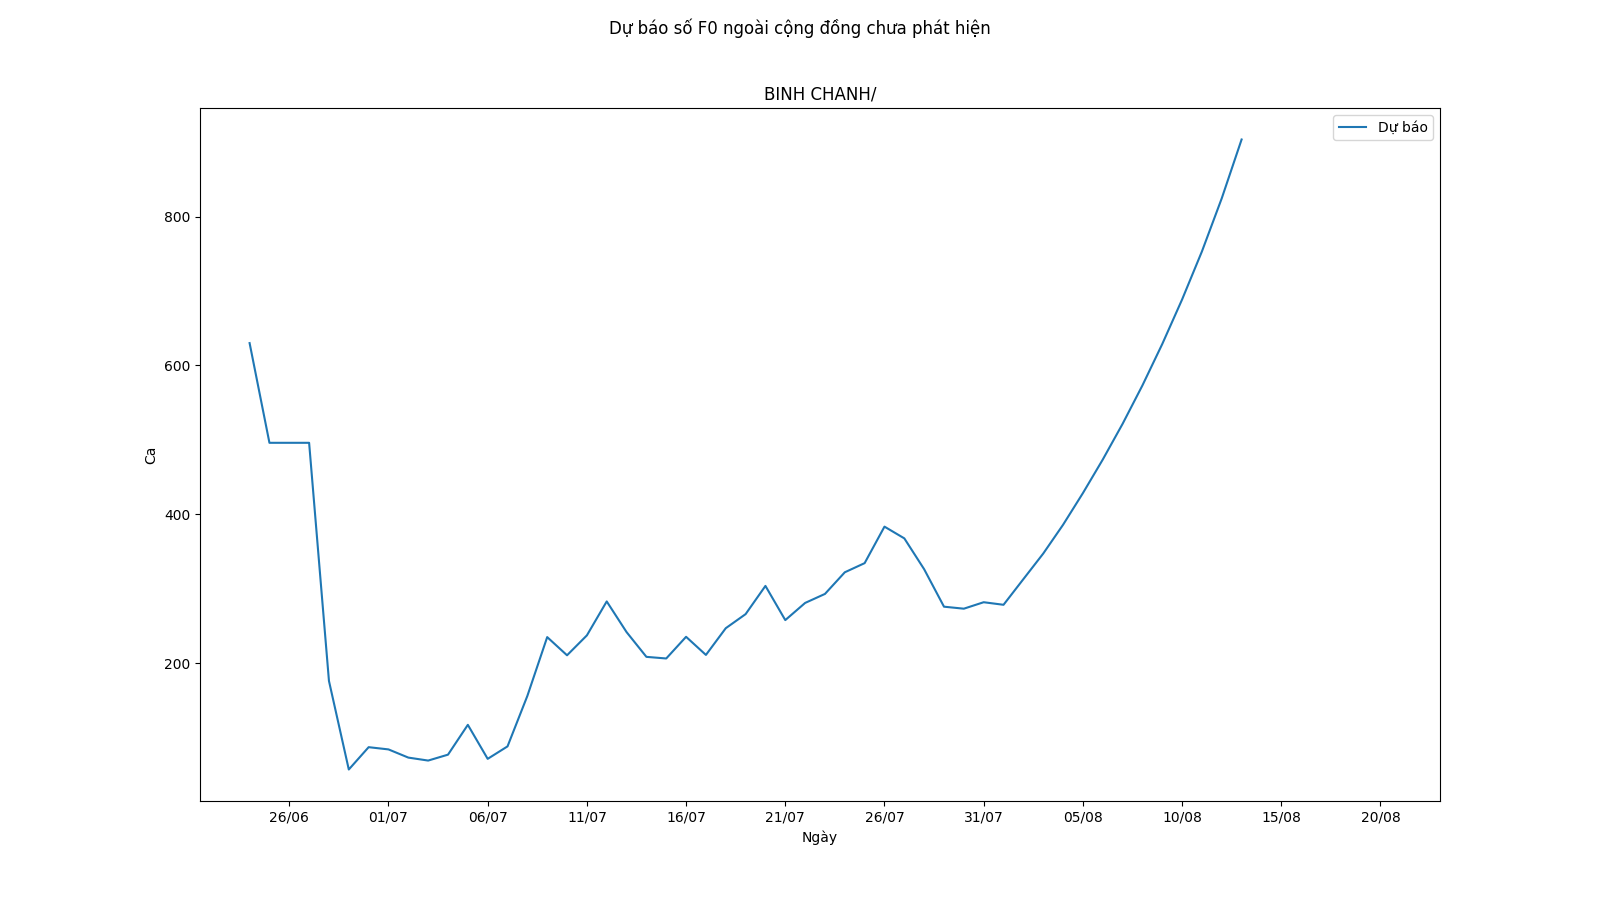 Dự báo số F0 ngoài cộng đồng chưa phát hiện
BINH CHANH/
Dự báo
800
600
400
200
Ca
26/06 01/07 06/07 11/07 16/07 21/07 26/07 31/07 05/08 10/08 15/08 20/08
Ngày